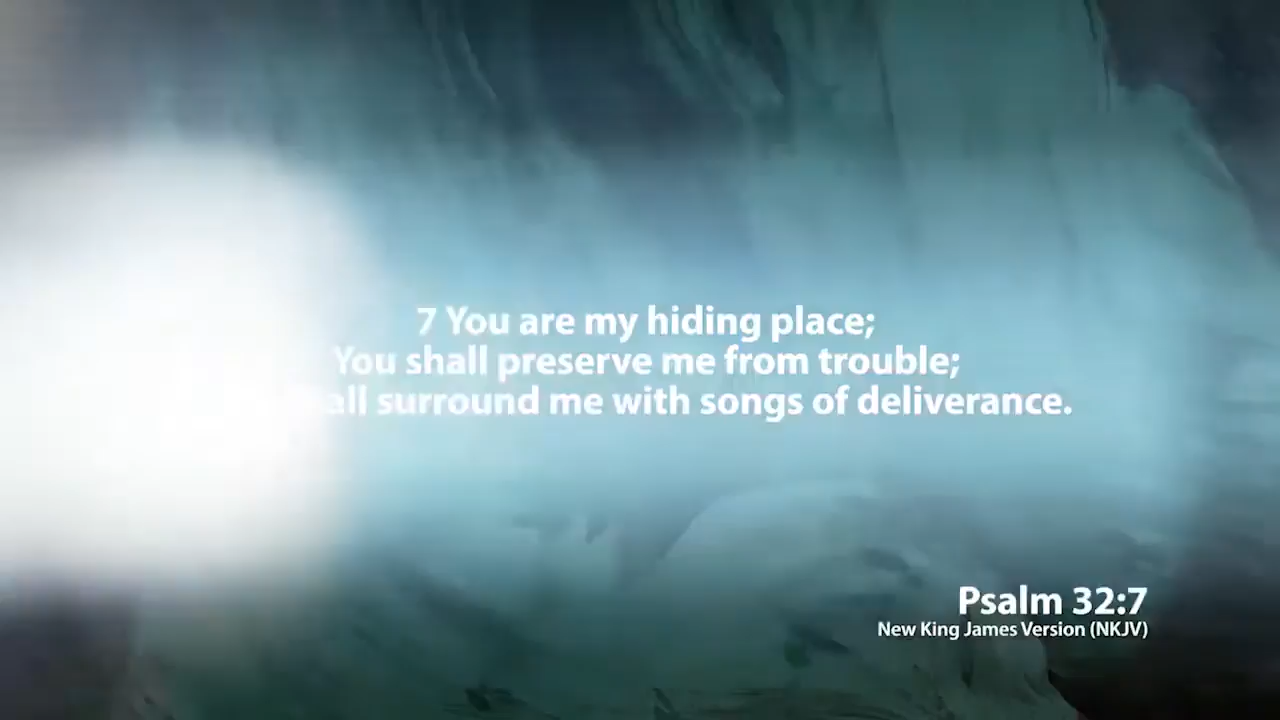 7 You are my hiding place;
You shall preserve me from trouble;
surround me with songs of deliverance.
Psalm 32:7
New King James Version (NKJV)